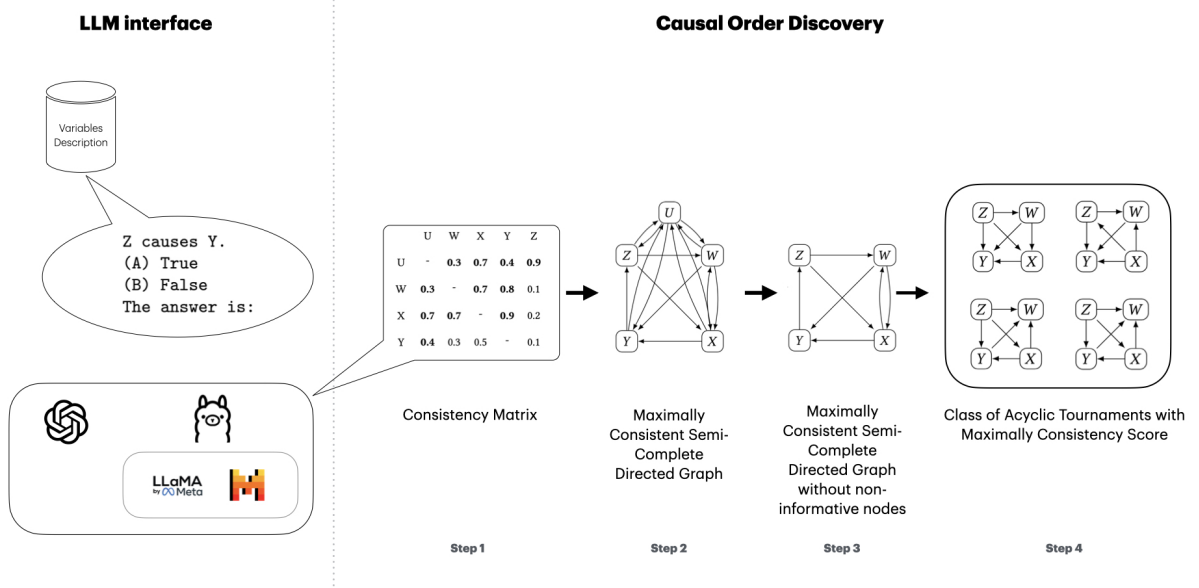 LLM interface
Causal Order Discovery
Variables
Description
Z causes Y.
(A) True
(B) False
The answer is:
LLaMA
by Meta
U W X Y Z
U - 0.3 0.7 0.4 0.9
W 0.3 - 0.7 0.8 0.1
X 0.7 0.7 - 0.9 0.2
Y 0.4 0.3 0.5 - 0.1
Consistency Matrix
Step 1
U
Z W
Y X
Maximally
Consistent Semi-
Complete
Directed Graph
Step 2
Z W
Y X
Maximally
Consistent Semi-
Complete
Directed Graph
without non-
informative nodes
Step 3
Z W Z W
Y X Y X
Z W Z W
Y X Y X
Class of Acyclic Tournaments with
Maximally Consistency Score
Step 4